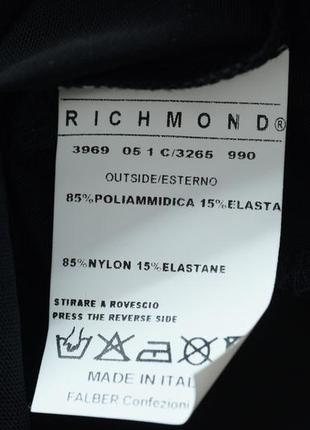 RICHMOND®
3969 05 1 C/3265 990
OUTSIDE/ESTERNO
85%POLIAMMIDICA 15%ELASTA
85%NYLON 15%ELASTANE
STIRARE A ROVESCIO
PRESS THE REVERSE SIDE
MADE IN ITAL
FALBER Confezioni